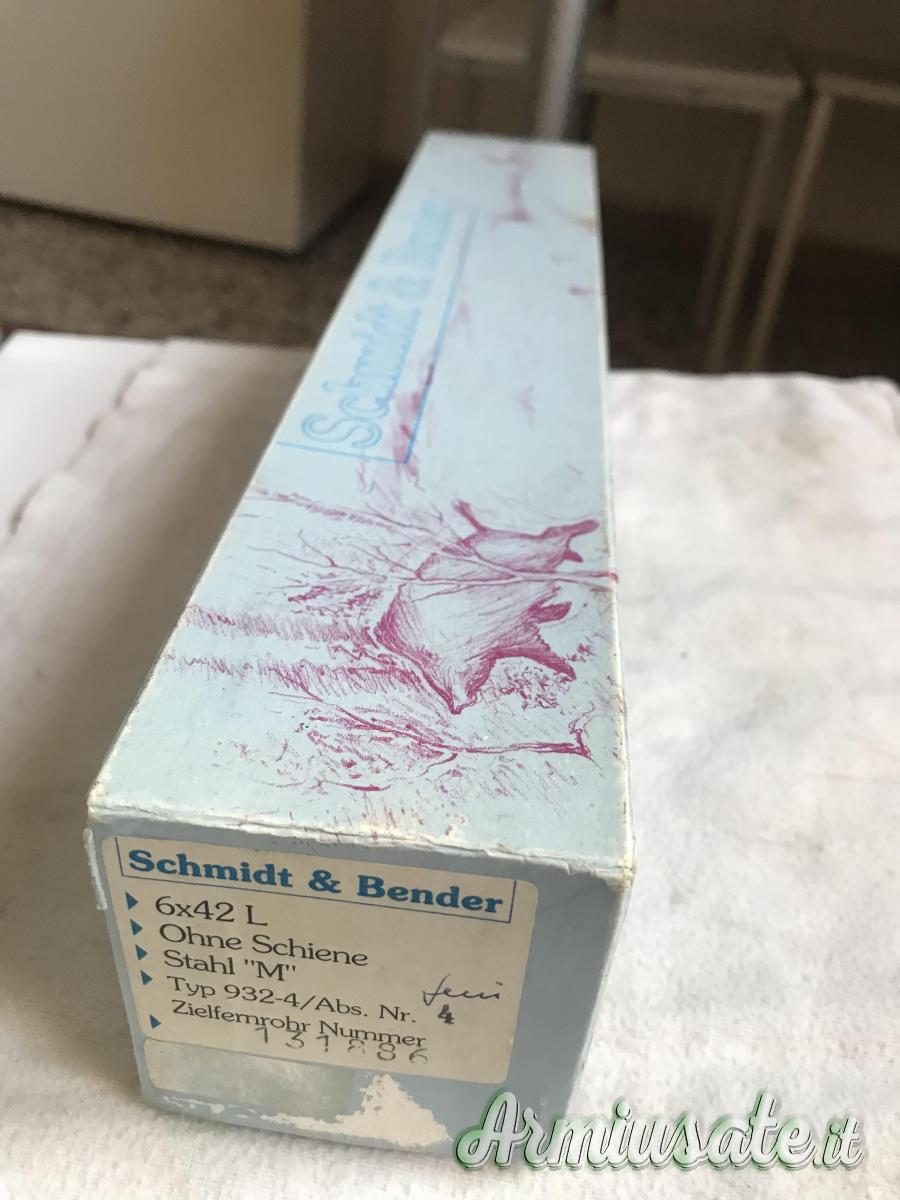 Schmidt & Bender
Schmidt & Bender
6x42 L
Ohne Schiene
Stahl "M"
Typ 932-4/Abs. Nr. 4
Zielfernrohr Nummer
131886
Armiusate.it